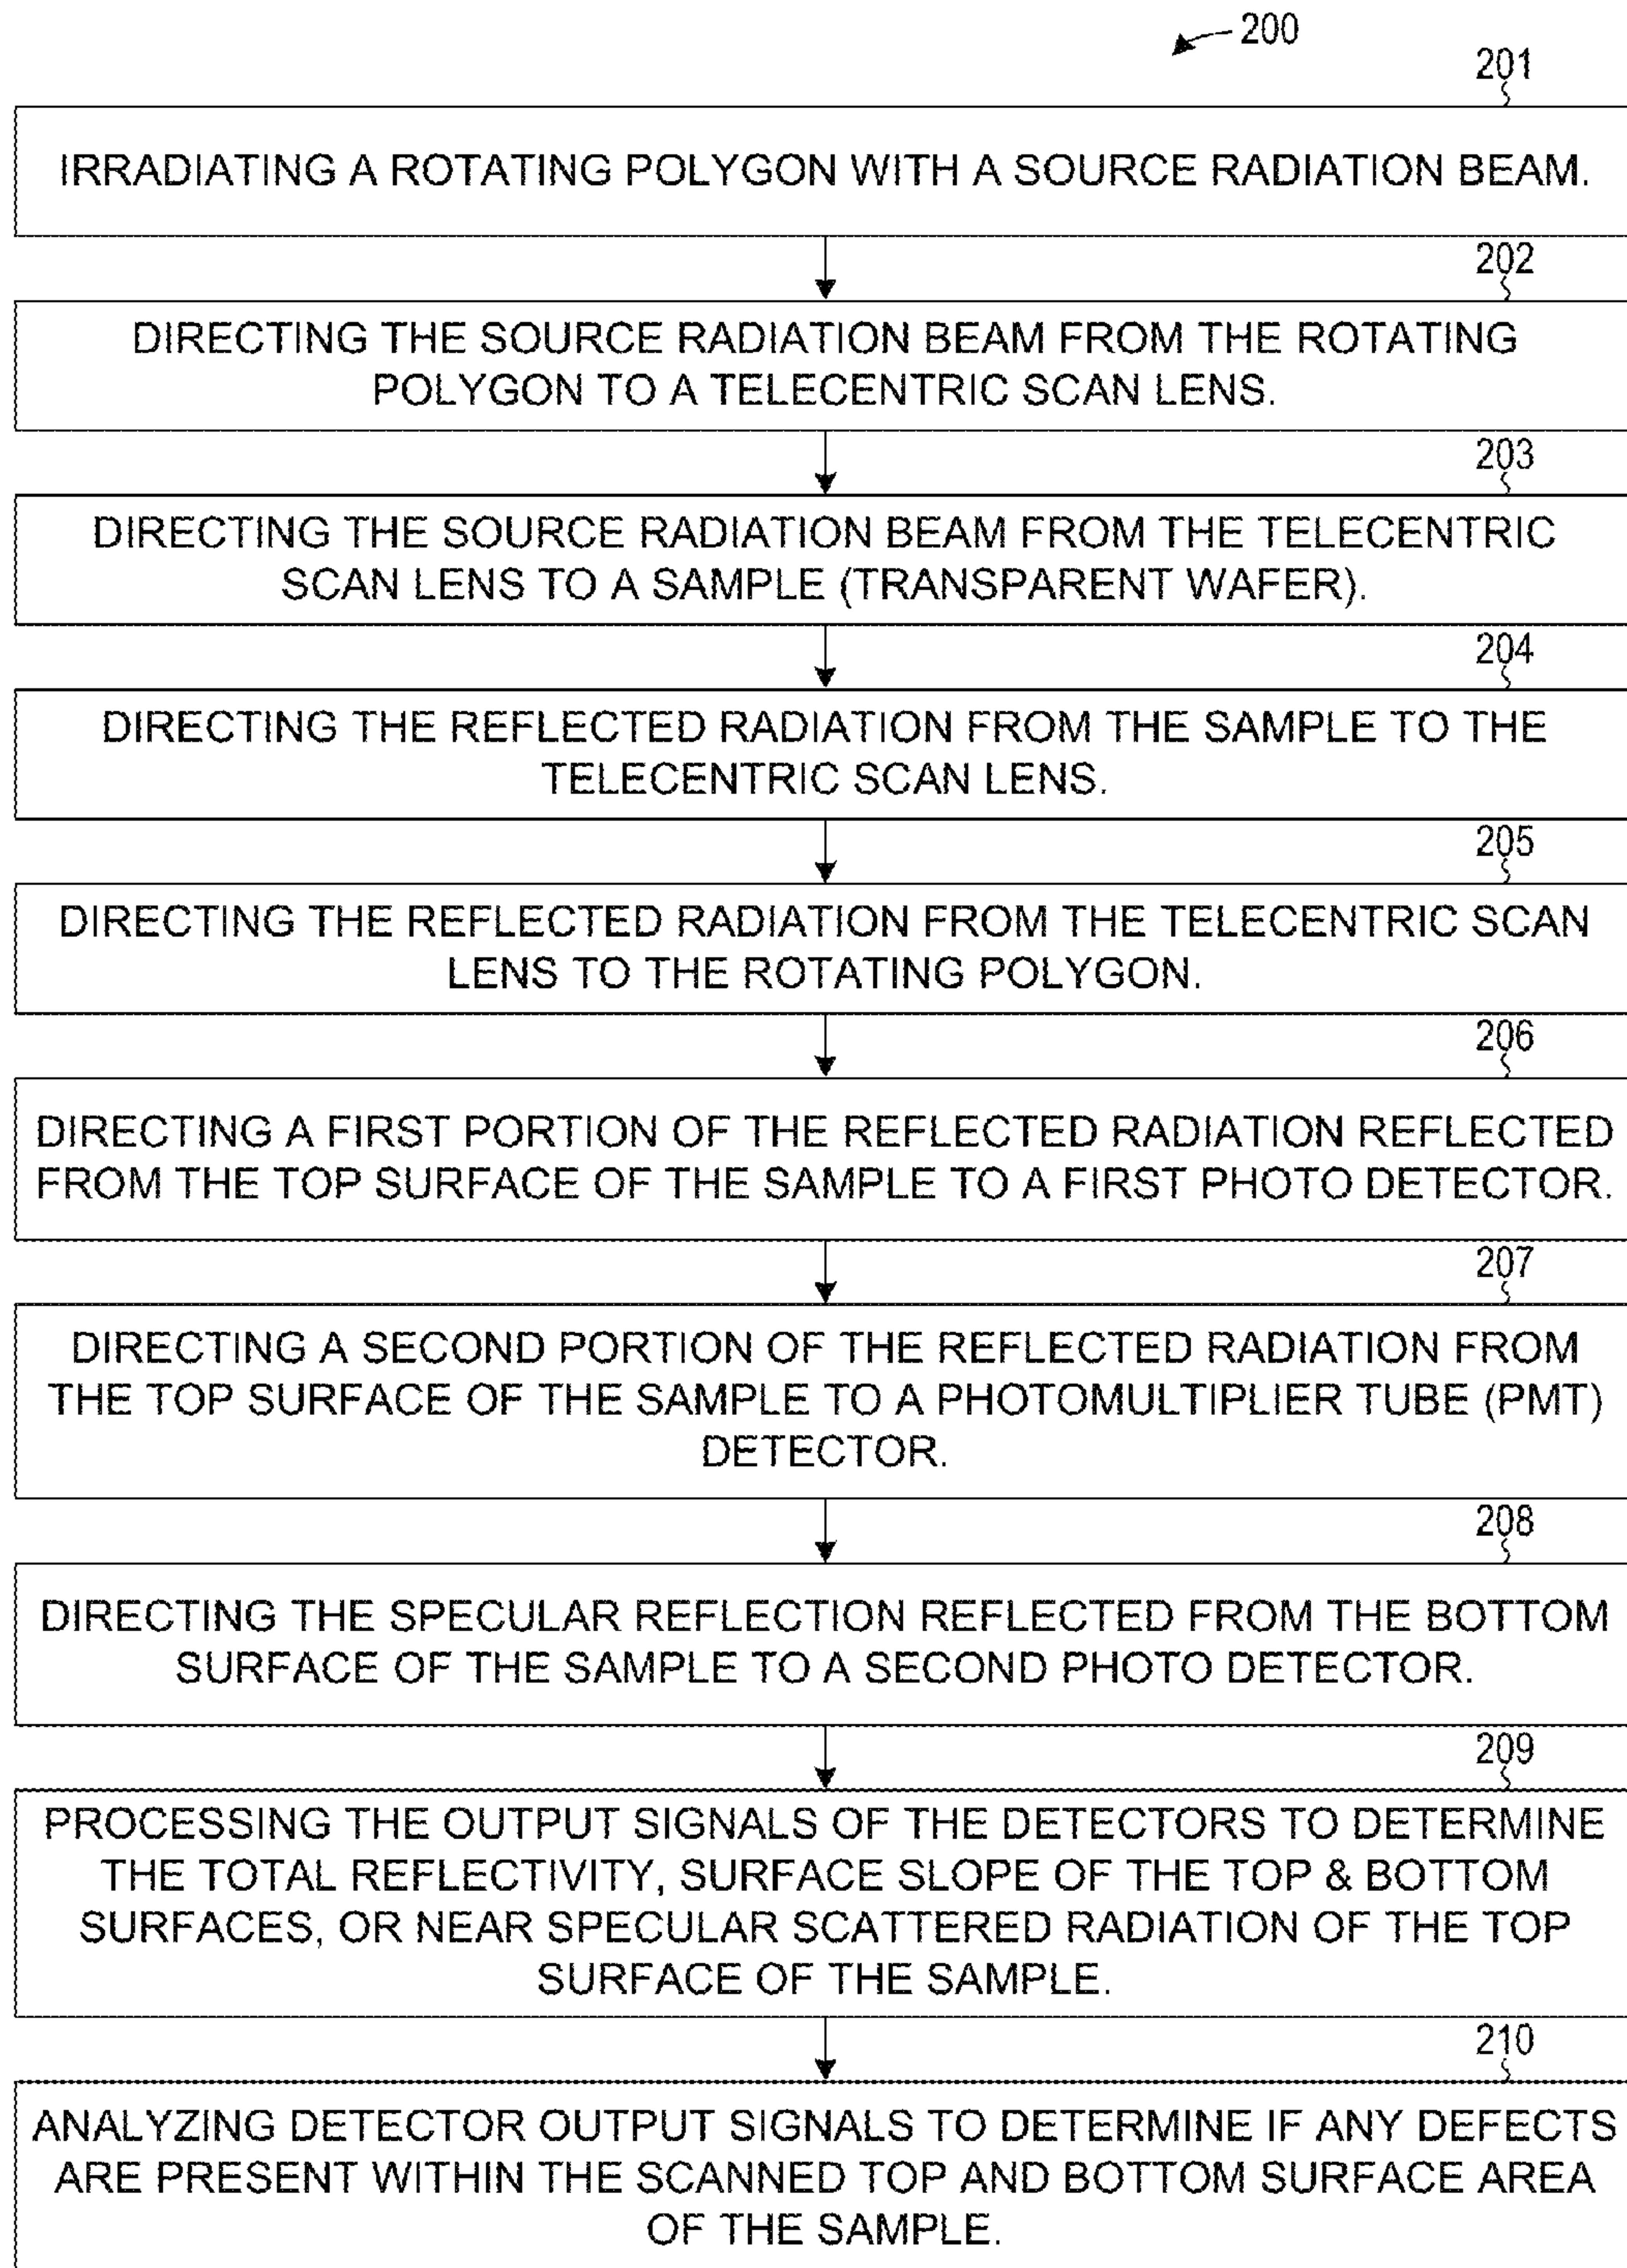 200
201
IRRADIATING A ROTATING POLYGON WITH A SOURCE RADIATION BEAM.
202
DIRECTING THE SOURCE RADIATION BEAM FROM THE ROTATING
POLYGON TO A TELECENTRIC SCAN LENS.
203
DIRECTING THE SOURCE RADIATION BEAM FROM THE TELECENTRIC
SCAN LENS TO A SAMPLE (TRANSPARENT WAFER).
204
DIRECTING THE REFLECTED RADIATION FROM THE SAMPLE TO THE
TELECENTRIC SCAN LENS.
205
DIRECTING THE REFLECTED RADIATION FROM THE TELECENTRIC SCAN
LENS TO THE ROTATING POLYGON.
206
DIRECTING A FIRST PORTION OF THE REFLECTED RADIATION REFLECTED
FROM THE TOP SURFACE OF THE SAMPLE TO A FIRST PHOTO DETECTOR.
207
DIRECTING A SECOND PORTION OF THE REFLECTED RADIATION FROM
THE TOP SURFACE OF THE SAMPLE TO A PHOTOMULTIPLIER TUBE (PMT)
DETECTOR.
208
DIRECTING THE SPECULAR REFLECTION REFLECTED FROM THE BOTTOM
SURFACE OF THE SAMPLE TO A SECOND PHOTO DETECTOR.
209
PROCESSING THE OUTPUT SIGNALS OF THE DETECTORS TO DETERMINE
THE TOTAL REFLECTIVITY, SURFACE SLOPE OF THE TOP & BOTTOM
SURFACES, OR NEAR SPECULAR SCATTERED RADIATION OF THE TOP
SURFACE OF THE SAMPLE.
210
ANALYZING DETECTOR OUTPUT SIGNALS TO DETERMINE IF ANY DEFECTS
ARE PRESENT WITHIN THE SCANNED TOP AND BOTTOM SURFACE AREA
OF THE SAMPLE.